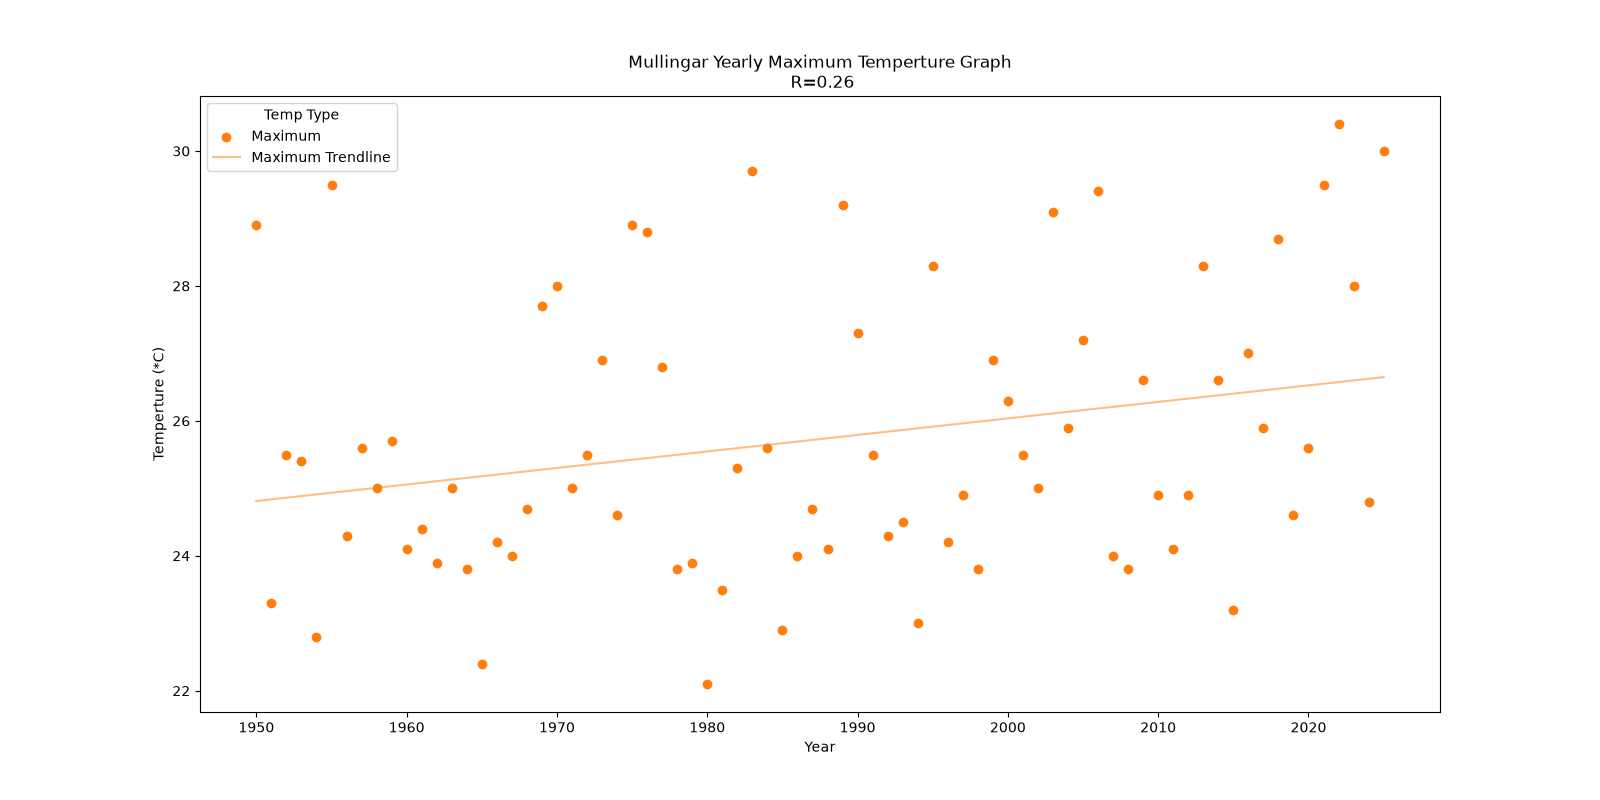 Mullingar Yearly Maximum Temperture Graph
R=0.26
Temp Type
Maximum
Maximum Trendline
Temperture (*C)
30
28
26
24
22
1950 1960 1970 1980 1990 2000 2010 2020
Year